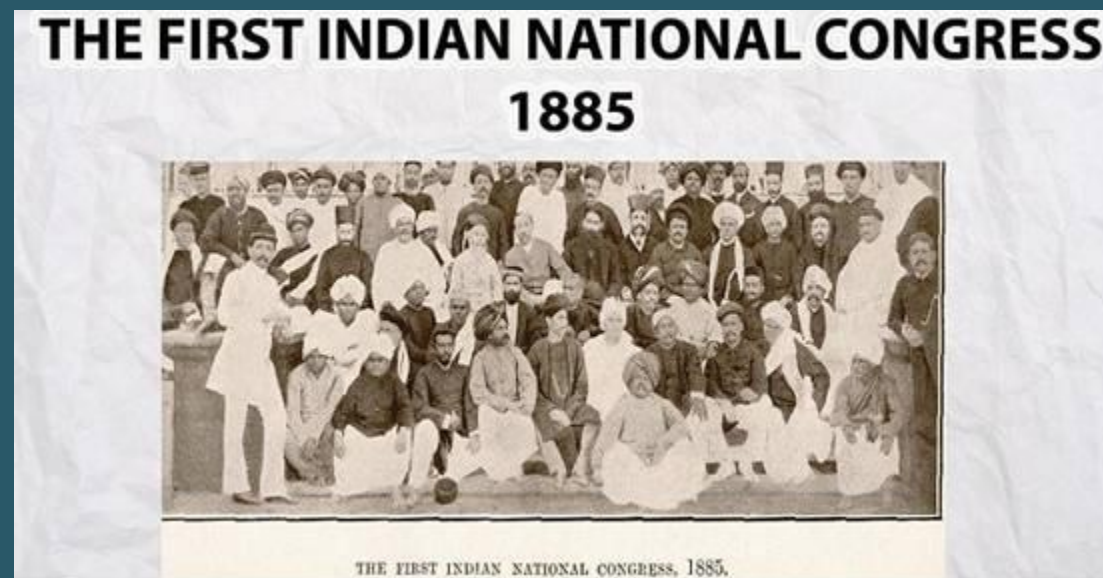 THE FIRST INDIAN NATIONAL CONGRESS
1885
THE FIRST INDIAN NATIONAL CONGRESS, 1885.